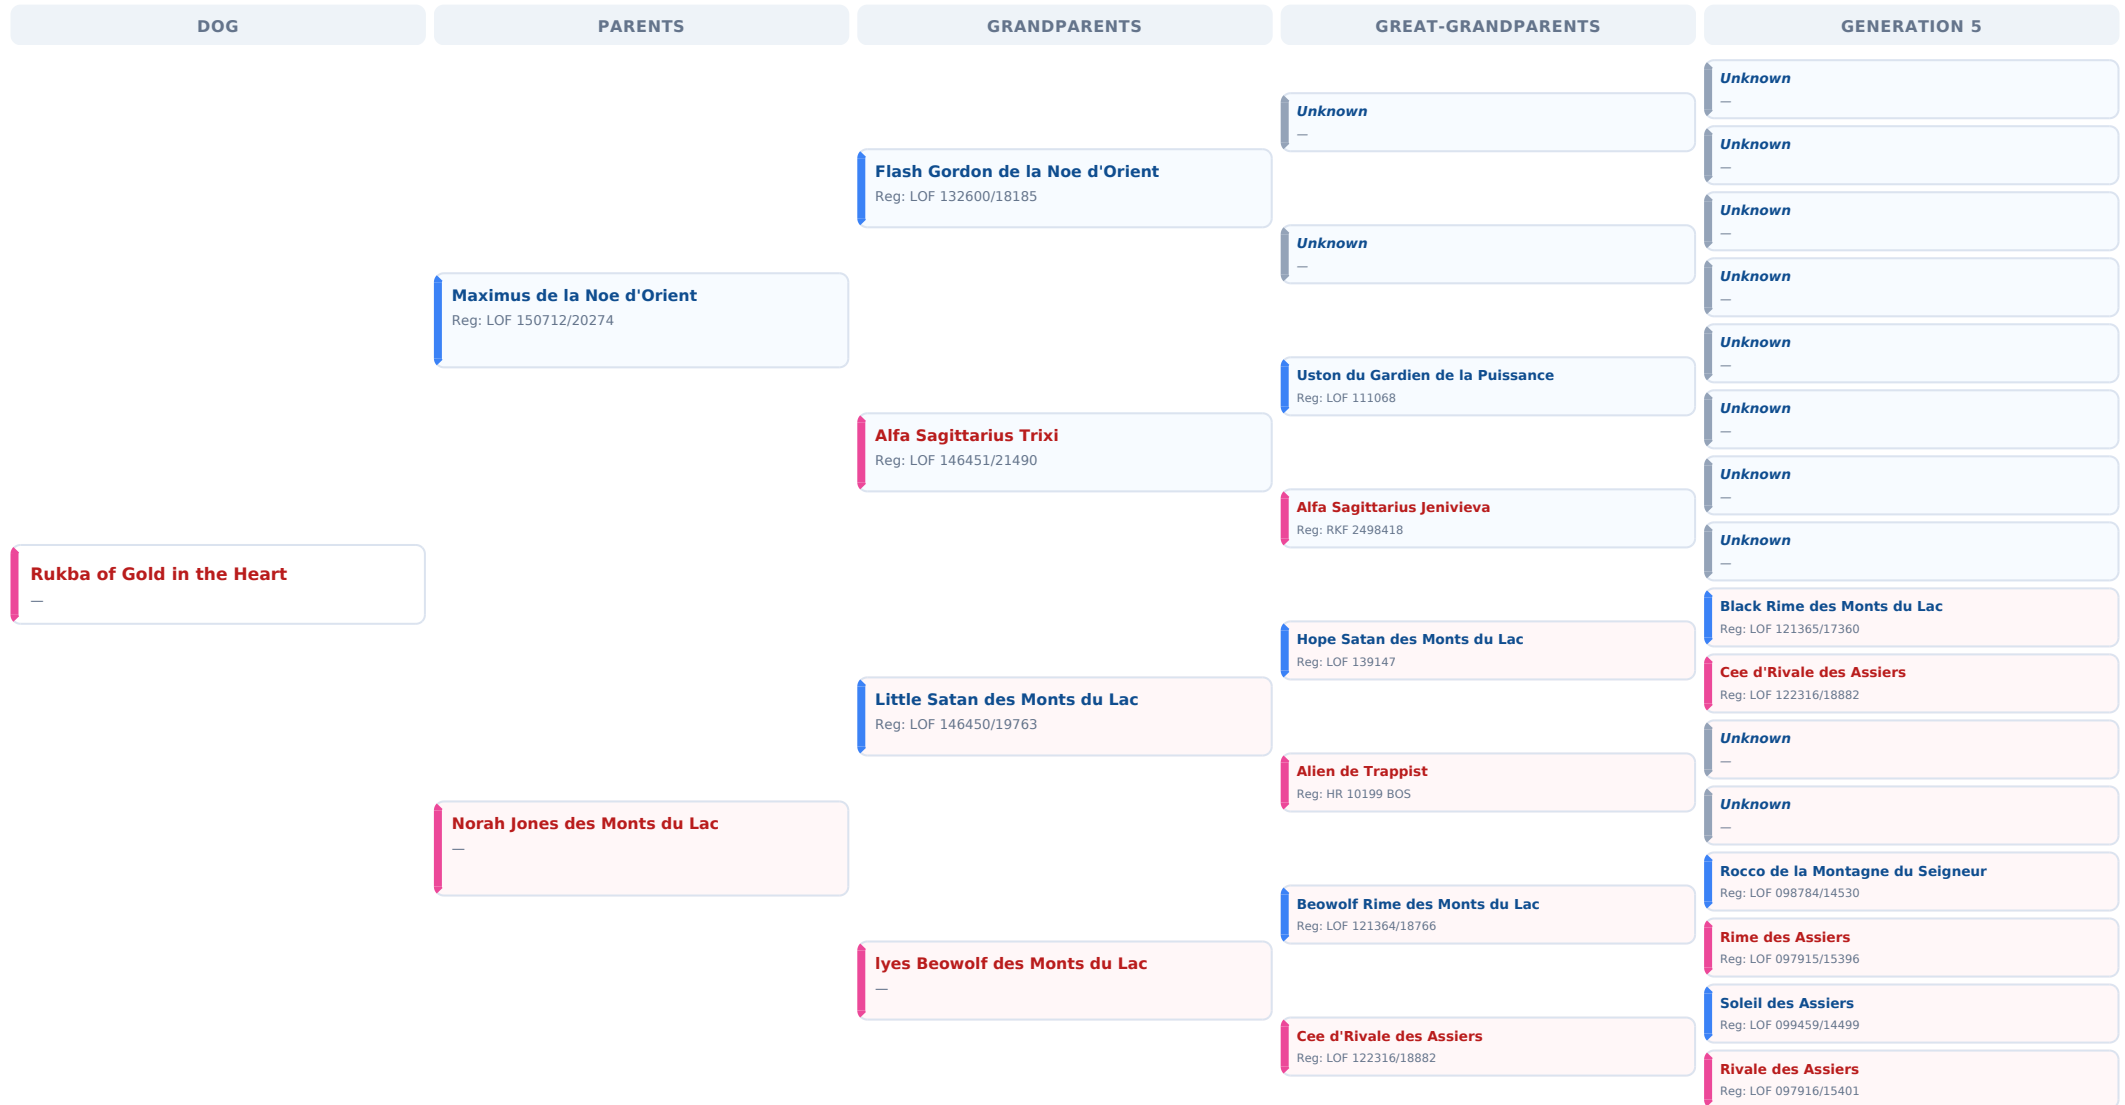 DOG
PARENTS
GRANDPARENTS
GREAT-GRANDPARENTS
GENERATION 5
Rukba of Gold in the Heart
—
Maximus de la Noe d'Orient
Reg: LOF 150712/20274
Norah Jones des Monts du Lac
—
Flash Gordon de la Noe d'Orient
Reg: LOF 132600/18185
Alfa Sagittarius Trixi
Reg: LOF 146451/21490
Little Satan des Monts du Lac
Reg: LOF 146450/19763
lyes Beowolf des Monts du Lac
—
Unknown
—
Unknown
—
Uston du Gardien de la Puissance
Reg: LOF 111068
Alfa Sagittarius Jenivieva
Reg: RKF 2498418
Hope Satan des Monts du Lac
Reg: LOF 139147
Alien de Trappist
Reg: HR 10199 BOS
Beowolf Rime des Monts du Lac
Reg: LOF 121364/18766
Cee d'Rivale des Assiers
Reg: LOF 122316/18882
Unknown
—
Unknown
—
Unknown
—
Unknown
—
Unknown
—
Unknown
—
Unknown
—
Unknown
—
Black Rime des Monts du Lac
Reg: LOF 121365/17360
Cee d'Rivale des Assiers
Reg: LOF 122316/18882
Unknown
—
Unknown
—
Rocco de la Montagne du Seigneur
Reg: LOF 098784/14530
Rime des Assiers
Reg: LOF 097915/15396
Soleil des Assiers
Reg: LOF 099459/14499
Rivale des Assiers
Reg: LOF 097916/15401